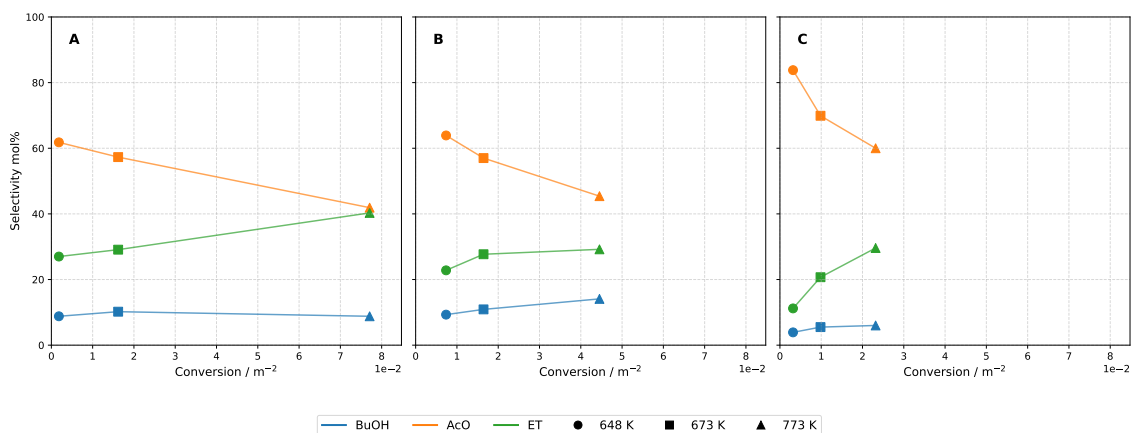 A
B
C
100
80
60
40
20
0
Selectivity mol%
0 1 2 3 4 5 6 7 8
0 1 2 3 4 5 6 7 8
0 1 2 3 4 5 6 7 8
1e−2
1e−2
1e−2
Conversion / m⁻²
Conversion / m⁻²
Conversion / m⁻²
BuOH AcO ET 648 K 673 K 773 K